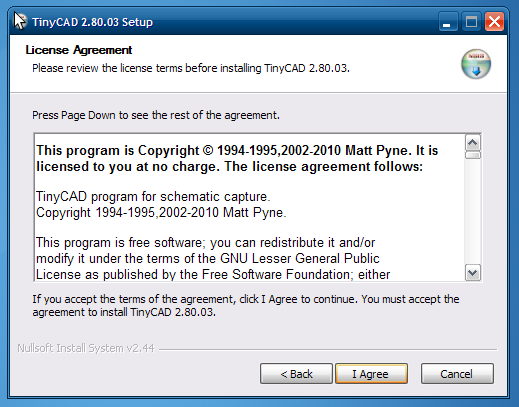 TinyCAD 2.80.03 Setup
License Agreement
Please review the license terms before installing TinyCAD 2.80.03.
Press Page Down to see the rest of the agreement.
This program is Copyright © 1994-1995,2002-2010 Matt Pyne. It is
licensed to you at no charge. The license agreement follows:
TinyCAD program for schematic capture.
Copyright 1994-1995,2002-2010 Matt Pyne.
This program is free software; you can redistribute it and/or
modify it under the terms of the GNU Lesser General Public
License as published by the Free Software Foundation; either
If you accept the terms of the agreement, click I Agree to continue. You must accept the
agreement to install TinyCAD 2.80.03.
Nullsoft Install System v2.44
< Back
I Agree
Cancel